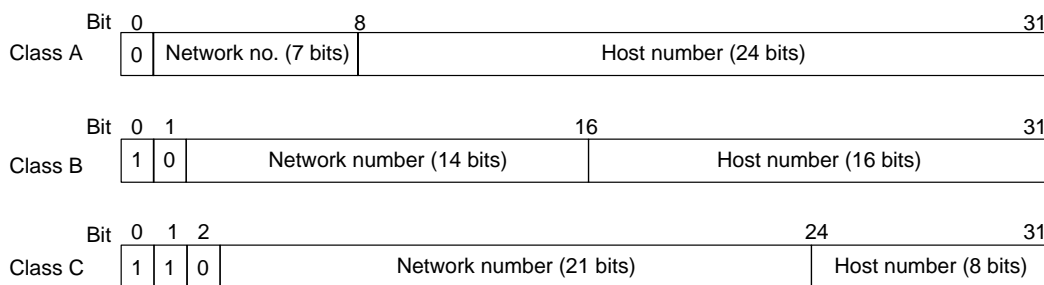 Bit 0 8 31
Class A 0 Network no. (7 bits) Host number (24 bits)
Bit 0 1 16 31
Class B 1 0 Network number (14 bits) Host number (16 bits)
Bit 0 1 2 24 31
Class C 1 1 0 Network number (21 bits) Host number (8 bits)